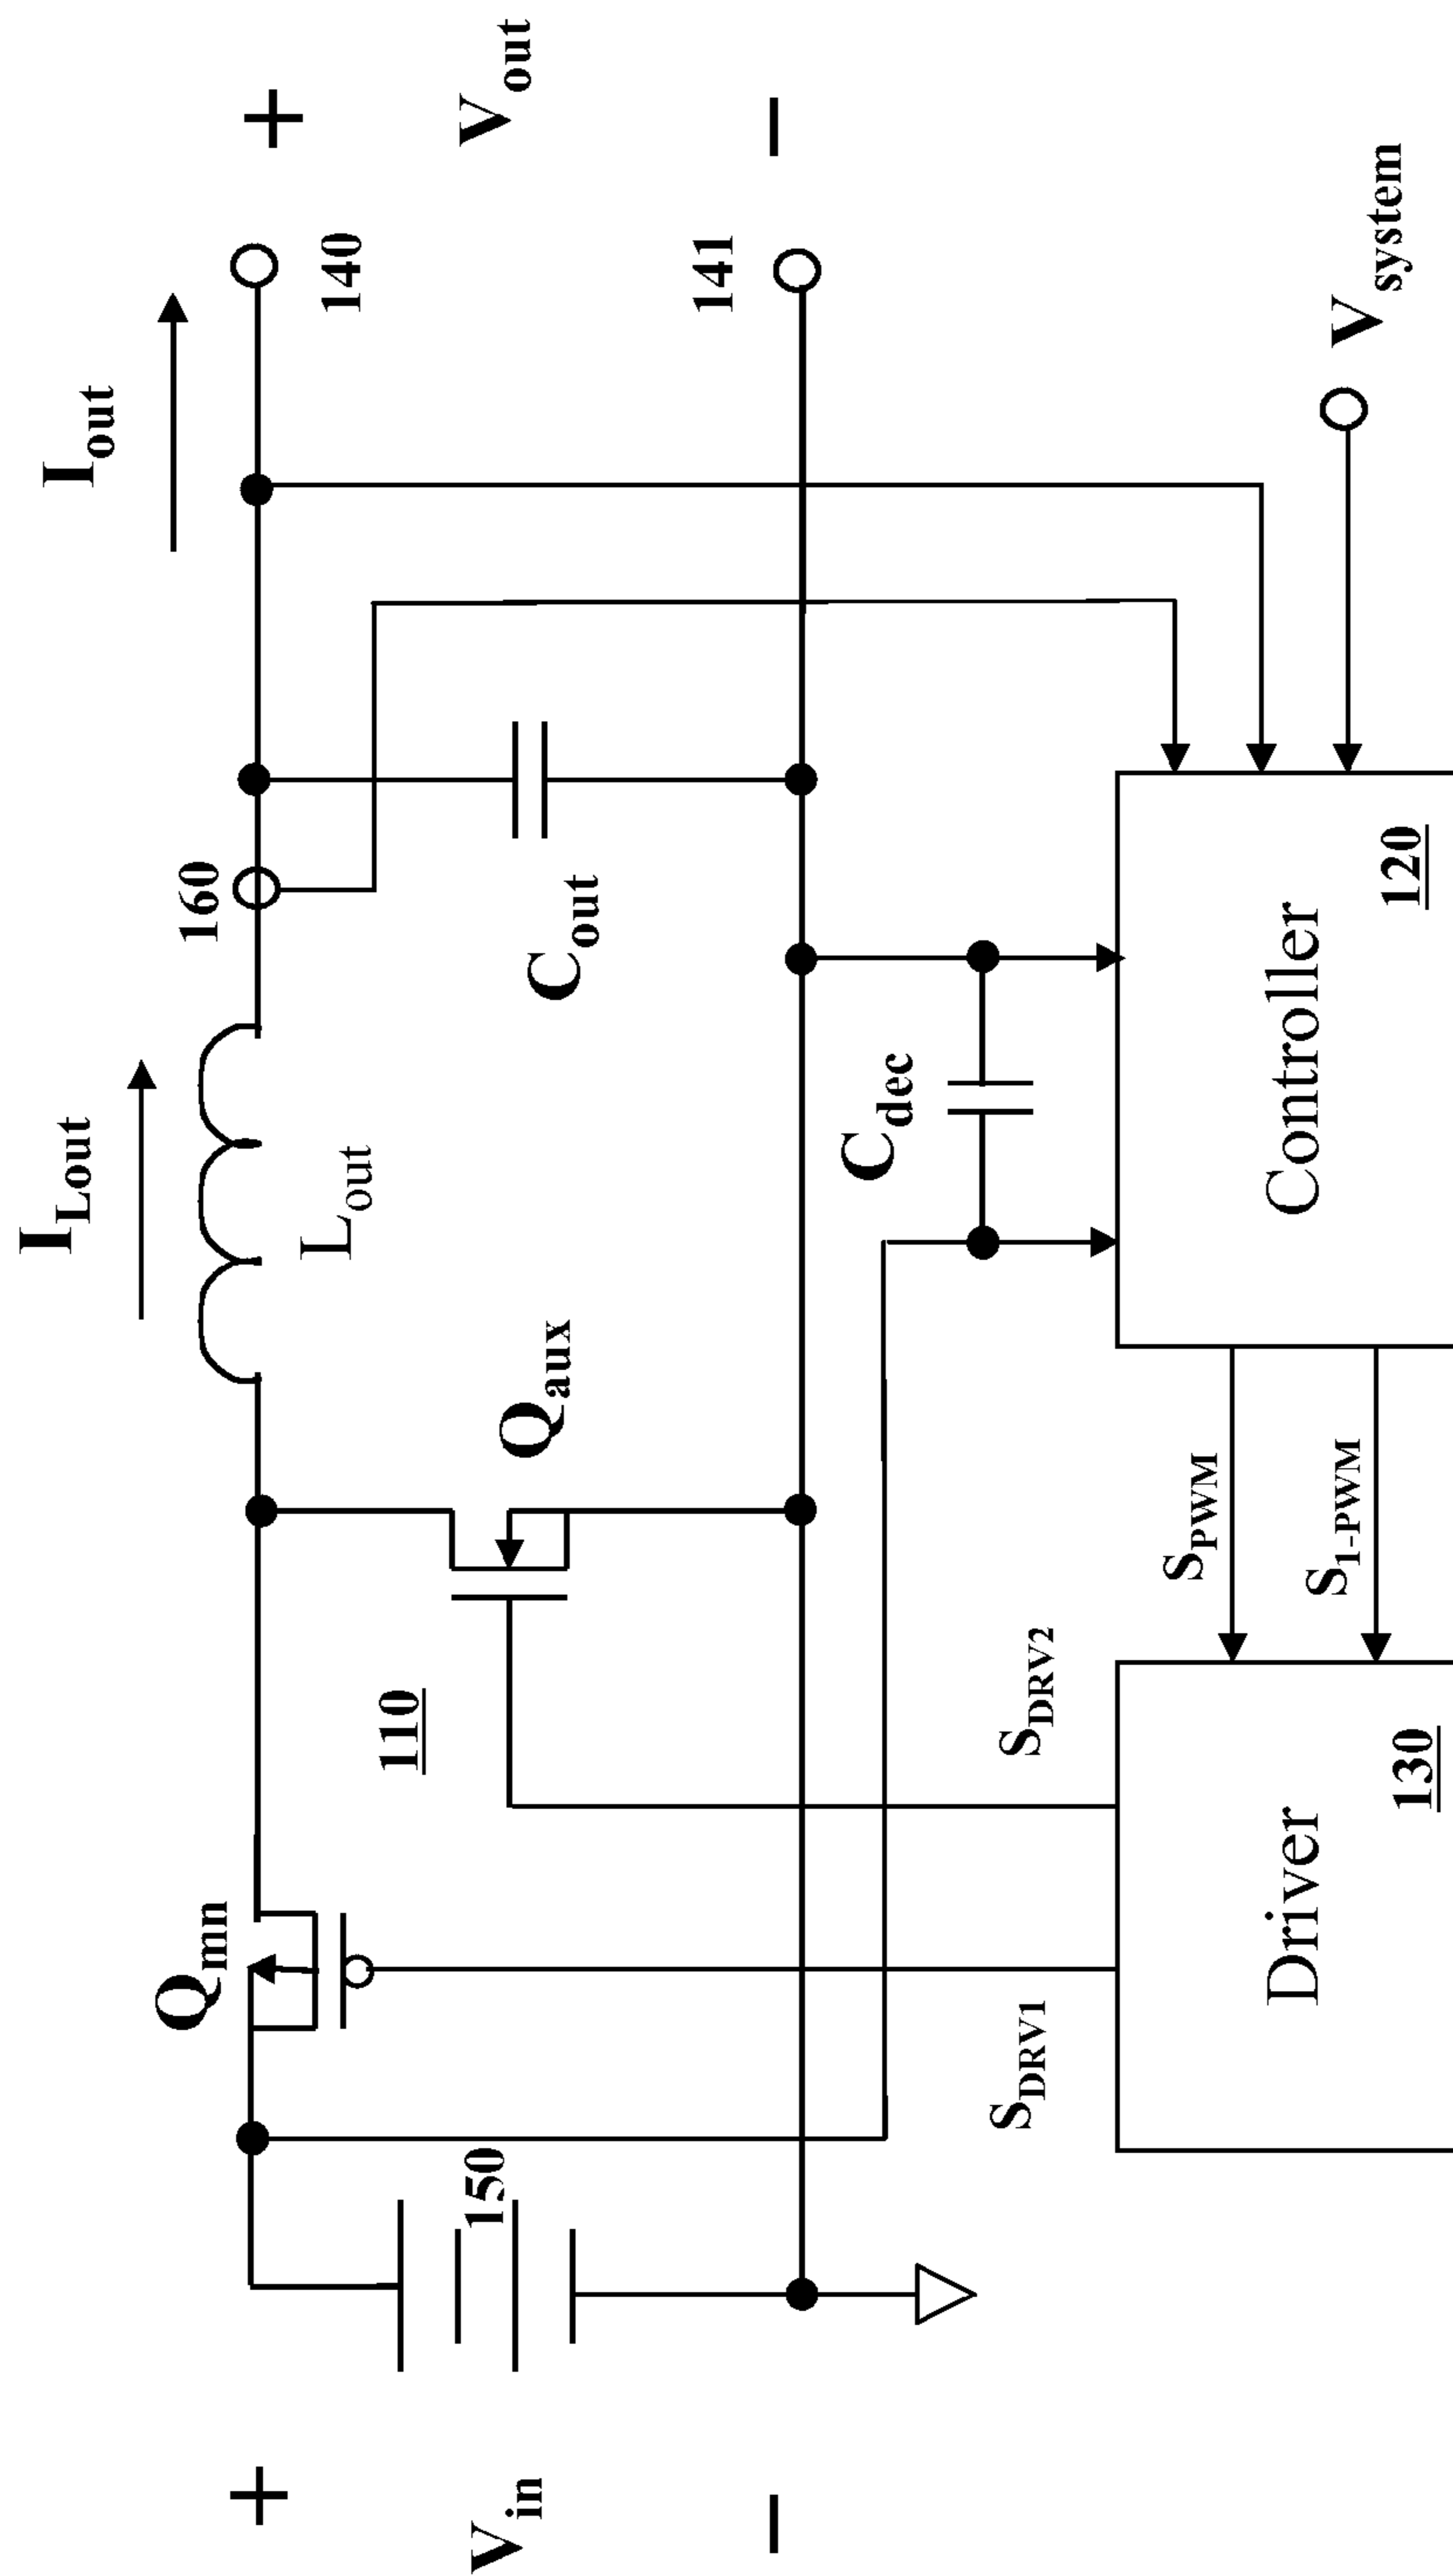 I_Lout
I_out
Q_mn
160
+
+
L_out
140
V_in
150
110
Q_aux
C_out
V_out
141
−
−
C_dec
S_DRV1
S_DRV2
S_PWM
S_1-PWM
V_system
Driver
130
Controller
120